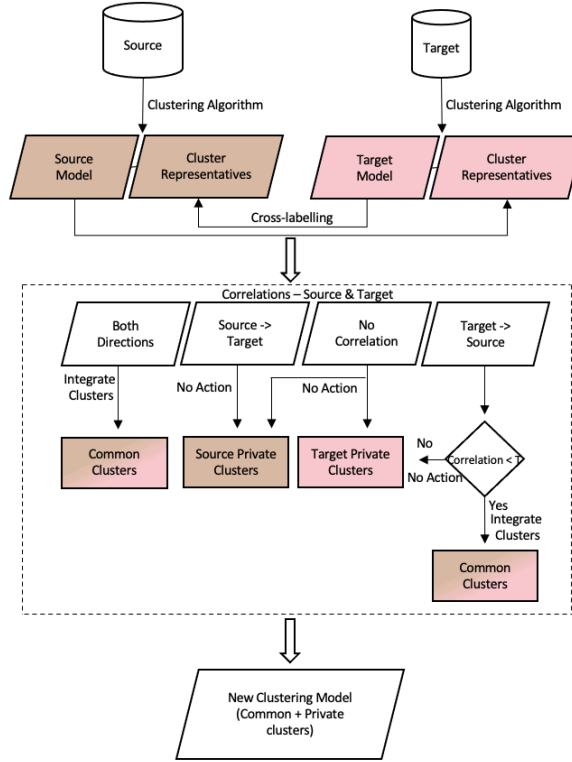 Source
Target
Clustering Algorithm
Clustering Algorithm
Source
Model
Cluster
Representatives
Target
Model
Cluster
Representatives
Cross-labelling
Correlations – Source & Target
Both
Directions
Source ->
Target
No
Correlation
Target ->
Source
Integrate
Clusters
No Action
No Action
Common
Clusters
Source Private
Clusters
Target Private
Clusters
No
No Action
Correlation < T
Yes
Integrate
Clusters
Common
Clusters
New Clustering Model
(Common + Private
clusters)